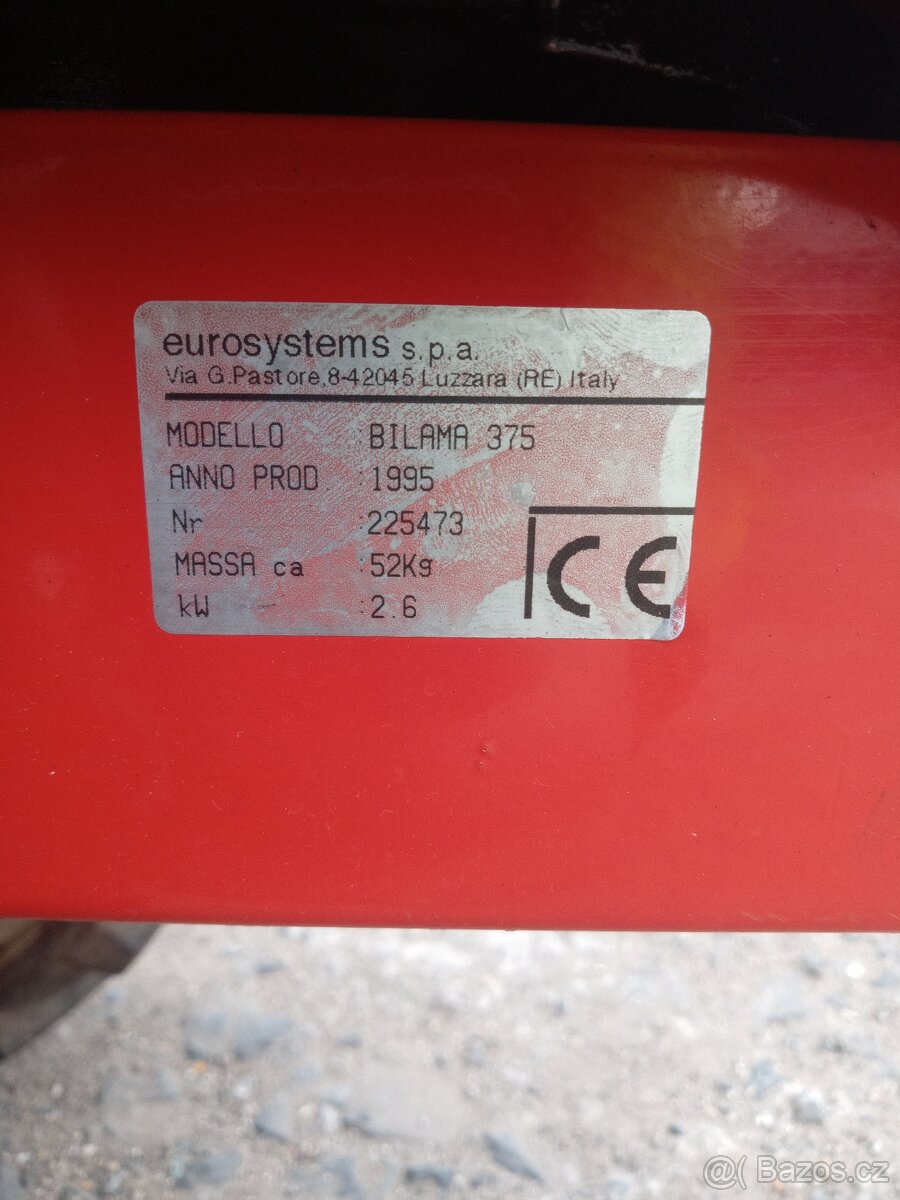 eurosystems s.p.a.
Via G.Pastore,8-42045 Luzzara (RE) Italy
MODELLO :BILAMA 375
ANNO PROD :1995
Nr :225473
MASSA ca :52Kg
kW :2.6
CE
@( Bazos.cz